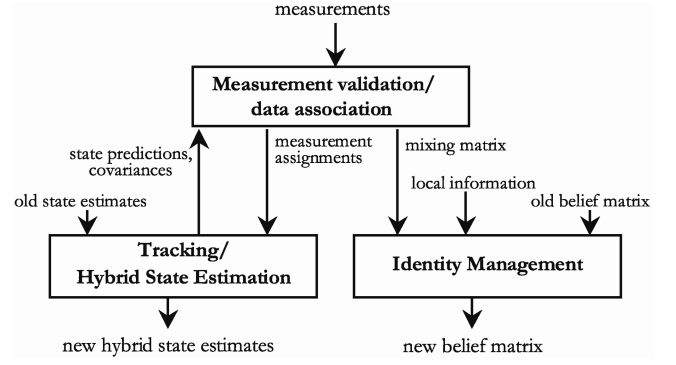 measurements
Measurement validation/
data association
state predictions,
covariances
measurement
assignments
mixing matrix
local information
old state estimates
old belief matrix
Tracking/
Hybrid State Estimation
Identity Management
new hybrid state estimates
new belief matrix